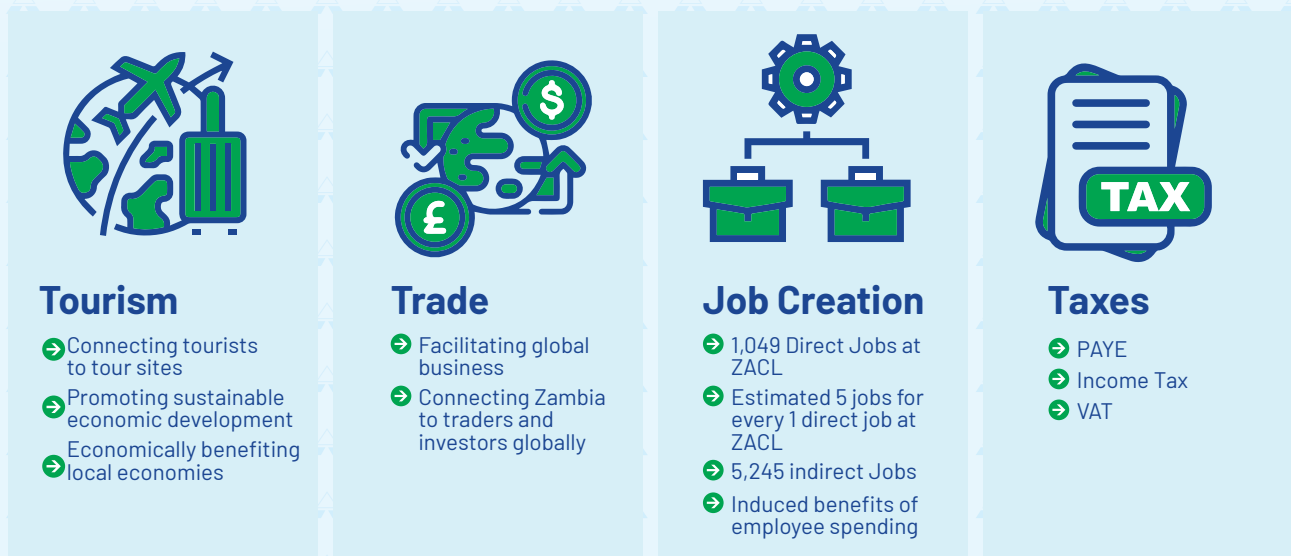 $
£
TAX
Tourism
Connecting tourists
to tour sites
Promoting sustainable
economic development
Economically benefiting
local economies
Trade
Facilitating global
business
Connecting Zambia
to traders and
investors globally
Job Creation
1,049 Direct Jobs at
ZACL
Estimated 5 jobs for
every 1 direct job at
ZACL
5,245 indirect Jobs
Induced benefits of
employee spending
Taxes
PAYE
Income Tax
VAT